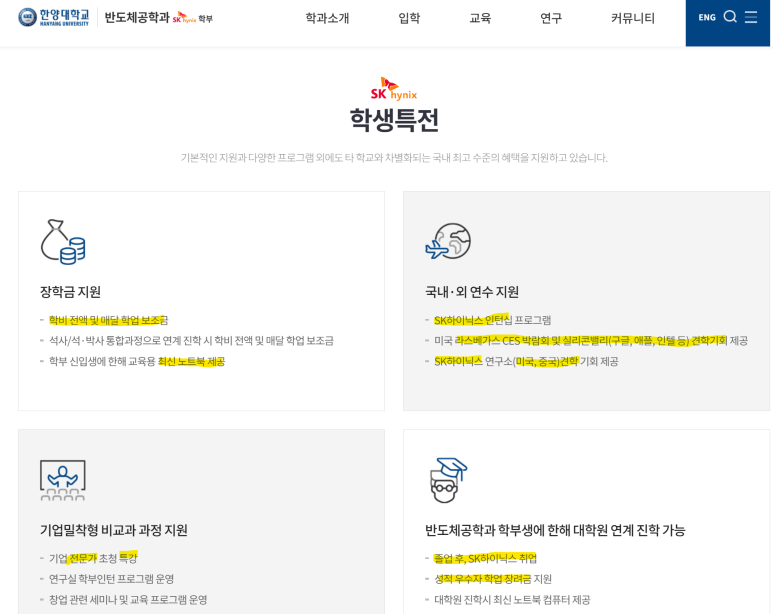 한양대학교 HANYANG UNIVERSITY 반도체공학과 SK hynix 학부
학과소개 입학 교육 연구 커뮤니티 ENG
SK hynix
학생특전
기본적인 지원과 다양한 프로그램 외에도 타 학교와 차별화되는 국내 최고 수준의 혜택을 지원하고 있습니다.
장학금 지원
- 학비 전액 및 매달 학업 보조금
- 석사/석·박사 통합과정으로 연계 진학 시 학비 전액 및 매달 학업 보조금
- 학부 신입생에 한해 교육용 최신 노트북 제공
국내·외 연수 지원
- SK하이닉스 인턴십 프로그램
- 미국 라스베가스 CES 박람회 및 실리콘밸리(구글, 애플, 인텔 등) 견학기회 제공
- SK하이닉스 연구소(미국, 중국)견학 기회 제공
기업밀착형 비교과 과정 지원
- 기업 전문가 초청 특강
- 연구실 학부인턴 프로그램 운영
- 창업 관련 세미나 및 교육 프로그램 운영
반도체공학과 학부생에 한해 대학원 연계 진학 가능
- 졸업 후, SK하이닉스 취업
- 성적 우수자 학업 장려금 지원
- 대학원 진학시 최신 노트북 컴퓨터 제공